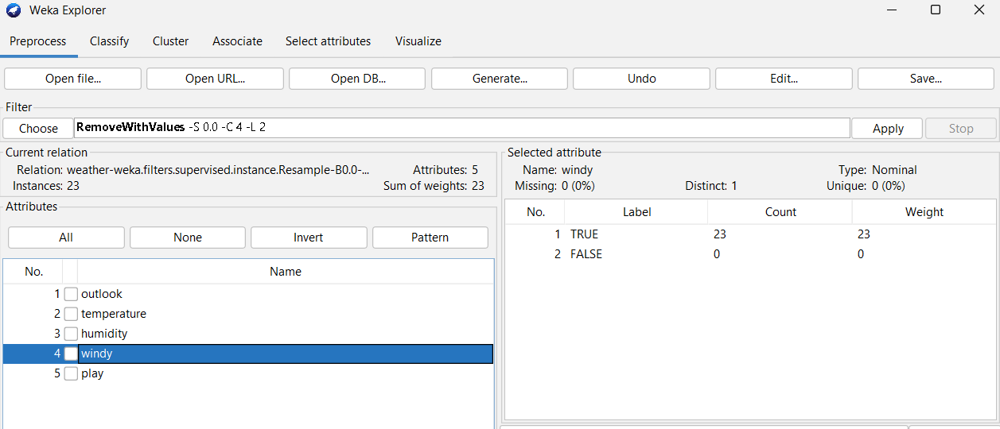 Weka Explorer
Preprocess Classify Cluster Associate Select attributes Visualize
Open file... Open URL... Open DB... Generate... Undo Edit... Save...
Filter
Choose RemoveWithValues -S 0.0 -C 4 -L 2 Apply Stop
Current relation
Relation: weather-weka.filters.supervised.instance.Resample-B0.0-... Attributes: 5
Instances: 23 Sum of weights: 23
Attributes
All None Invert Pattern
No. Name
1 outlook
2 temperature
3 humidity
4 windy
5 play
Selected attribute
Name: windy Type: Nominal
Missing: 0 (0%) Distinct: 1 Unique: 0 (0%)
No. Label Count Weight
1 TRUE 23 23
2 FALSE 0 0